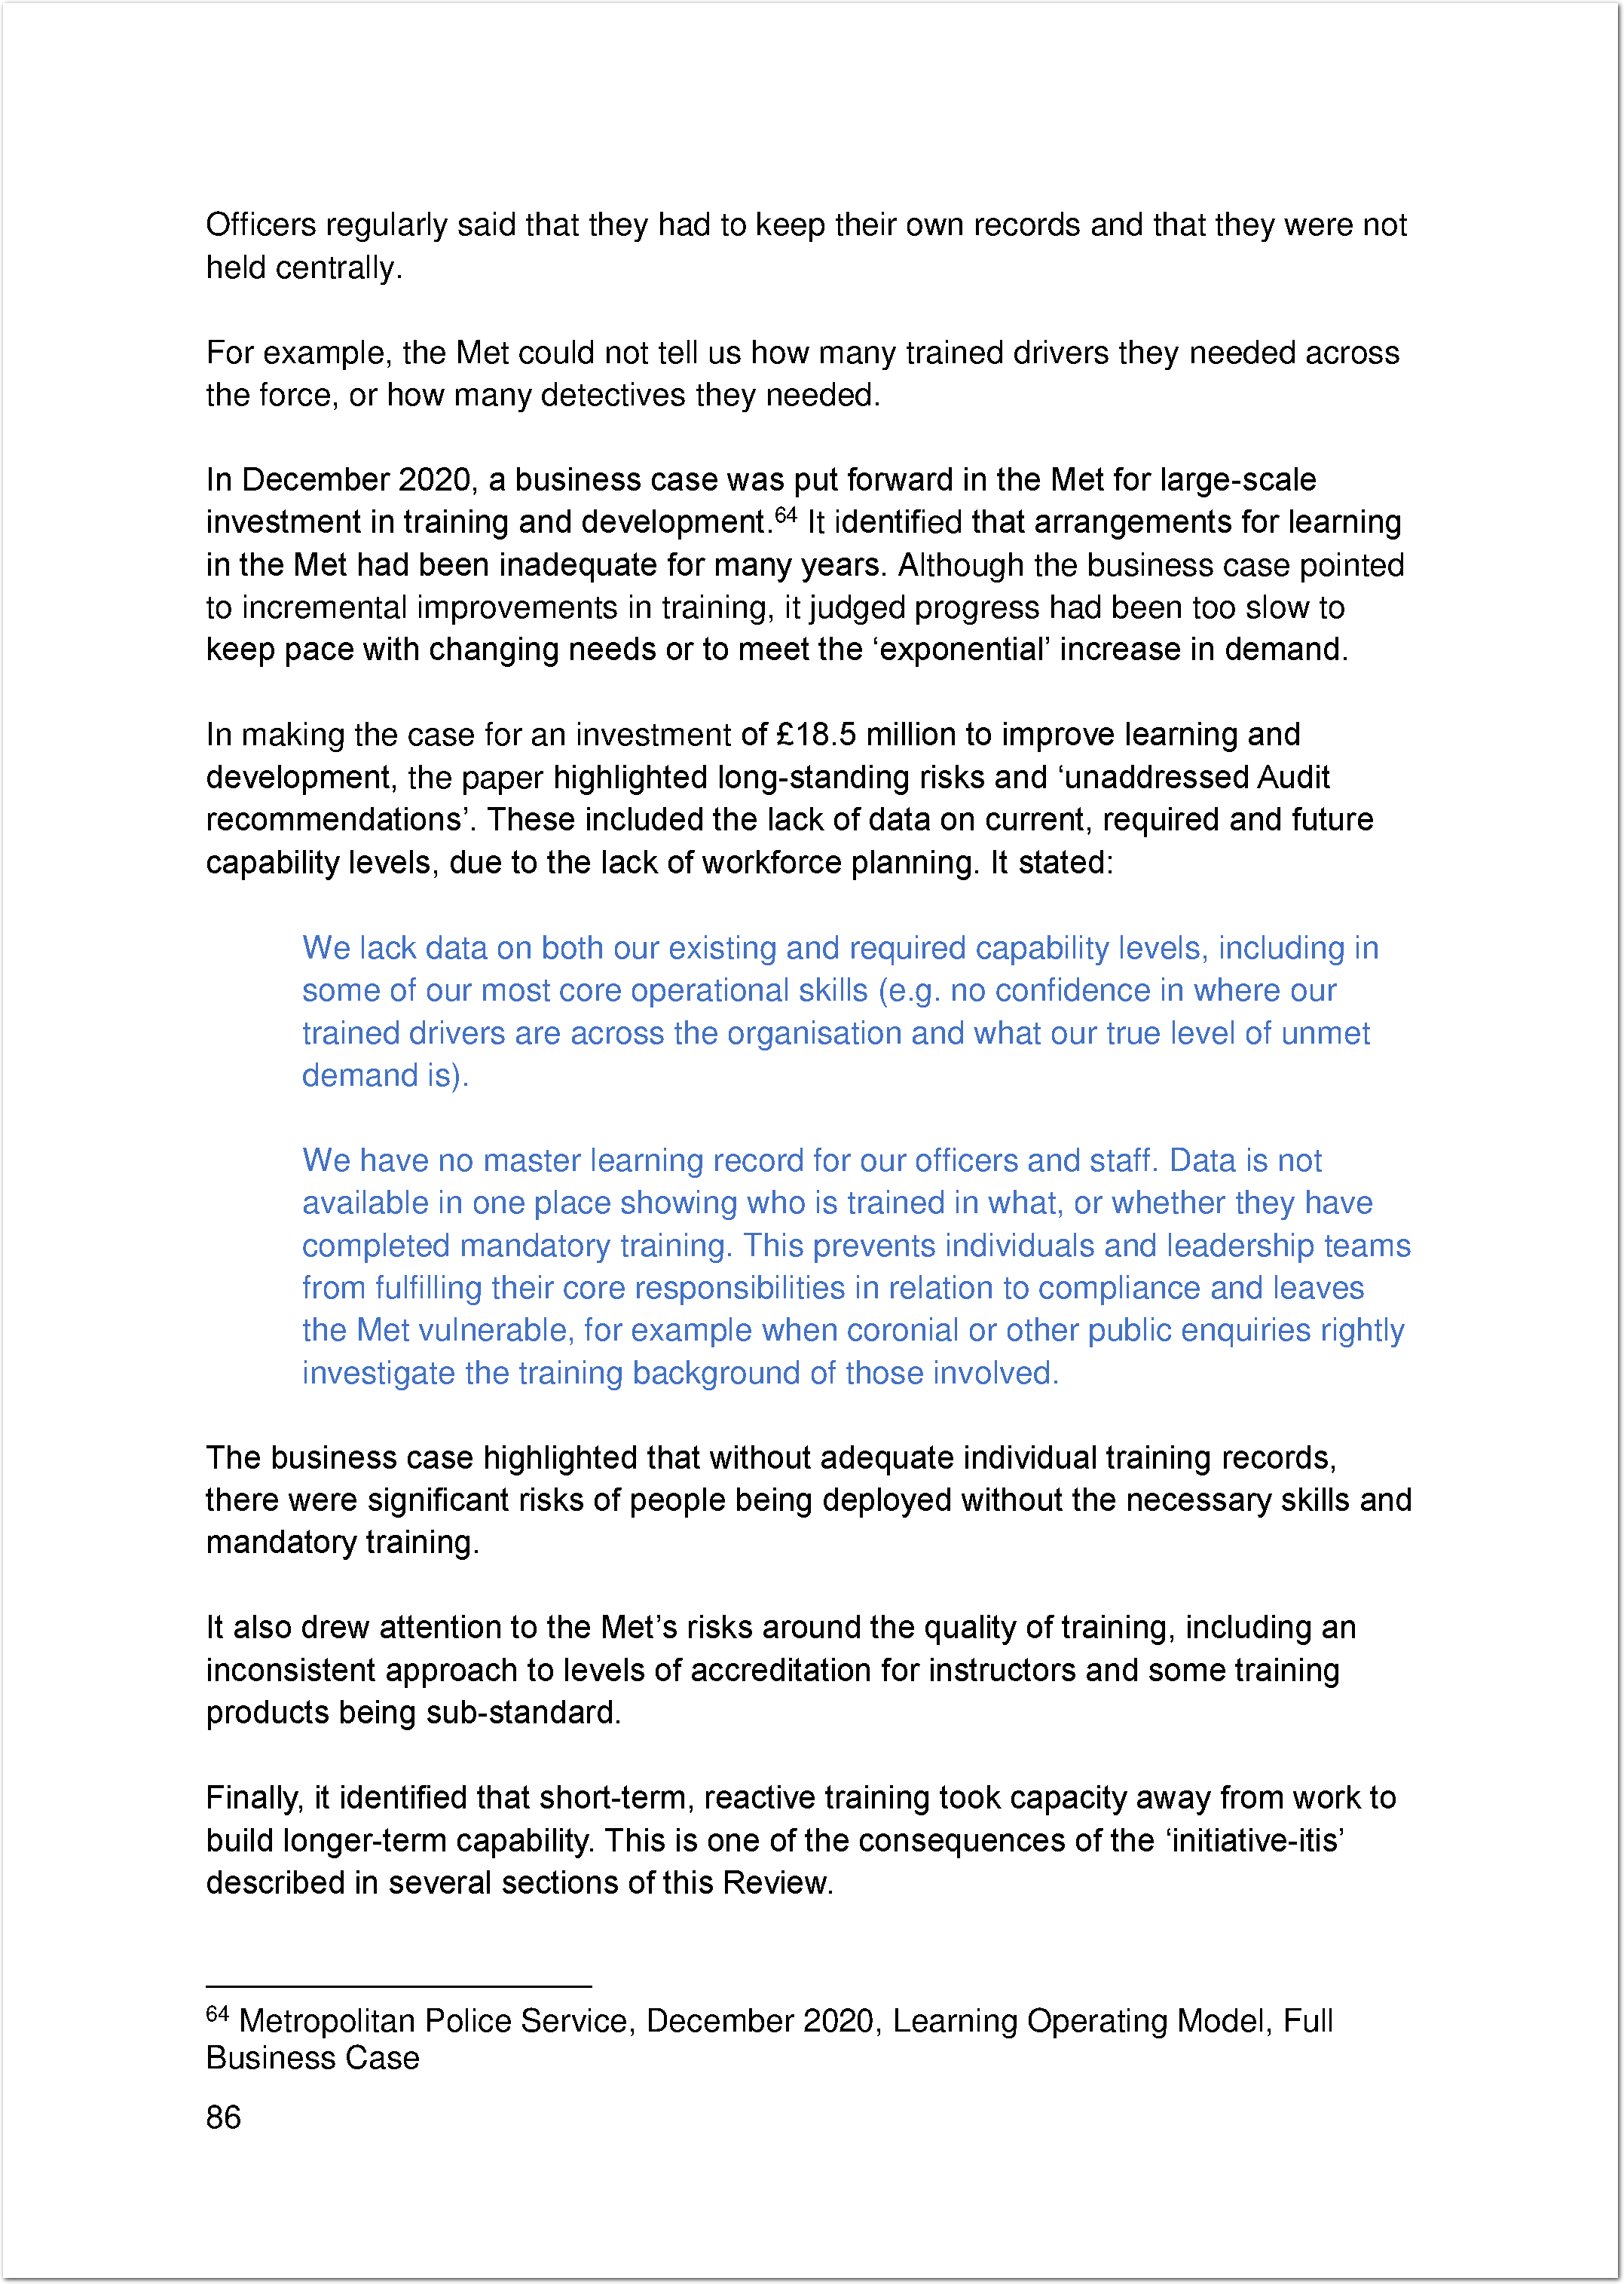 Officers regularly said that they had to keep their own records and that they were not
held centrally.
For example, the Met could not tell us how many trained drivers they needed across
the force, or how many detectives they needed.
In December 2020, a business case was put forward in the Met for large-scale
investment in training and development.64 It identified that arrangements for learning
in the Met had been inadequate for many years. Although the business case pointed
to incremental improvements in training, it judged progress had been too slow to
keep pace with changing needs or to meet the ‘exponential’ increase in demand.
In making the case for an investment of £18.5 million to improve learning and
development, the paper highlighted long-standing risks and ‘unaddressed Audit
recommendations’. These included the lack of data on current, required and future
capability levels, due to the lack of workforce planning. It stated:
We lack data on both our existing and required capability levels, including in
some of our most core operational skills (e.g. no confidence in where our
trained drivers are across the organisation and what our true level of unmet
demand is).
We have no master learning record for our officers and staff. Data is not
available in one place showing who is trained in what, or whether they have
completed mandatory training. This prevents individuals and leadership teams
from fulfilling their core responsibilities in relation to compliance and leaves
the Met vulnerable, for example when coronial or other public enquiries rightly
investigate the training background of those involved.
The business case highlighted that without adequate individual training records,
there were significant risks of people being deployed without the necessary skills and
mandatory training.
It also drew attention to the Met’s risks around the quality of training, including an
inconsistent approach to levels of accreditation for instructors and some training
products being sub-standard.
Finally, it identified that short-term, reactive training took capacity away from work to
build longer-term capability. This is one of the consequences of the ‘initiative-itis’
described in several sections of this Review.
64 Metropolitan Police Service, December 2020, Learning Operating Model, Full
Business Case
86